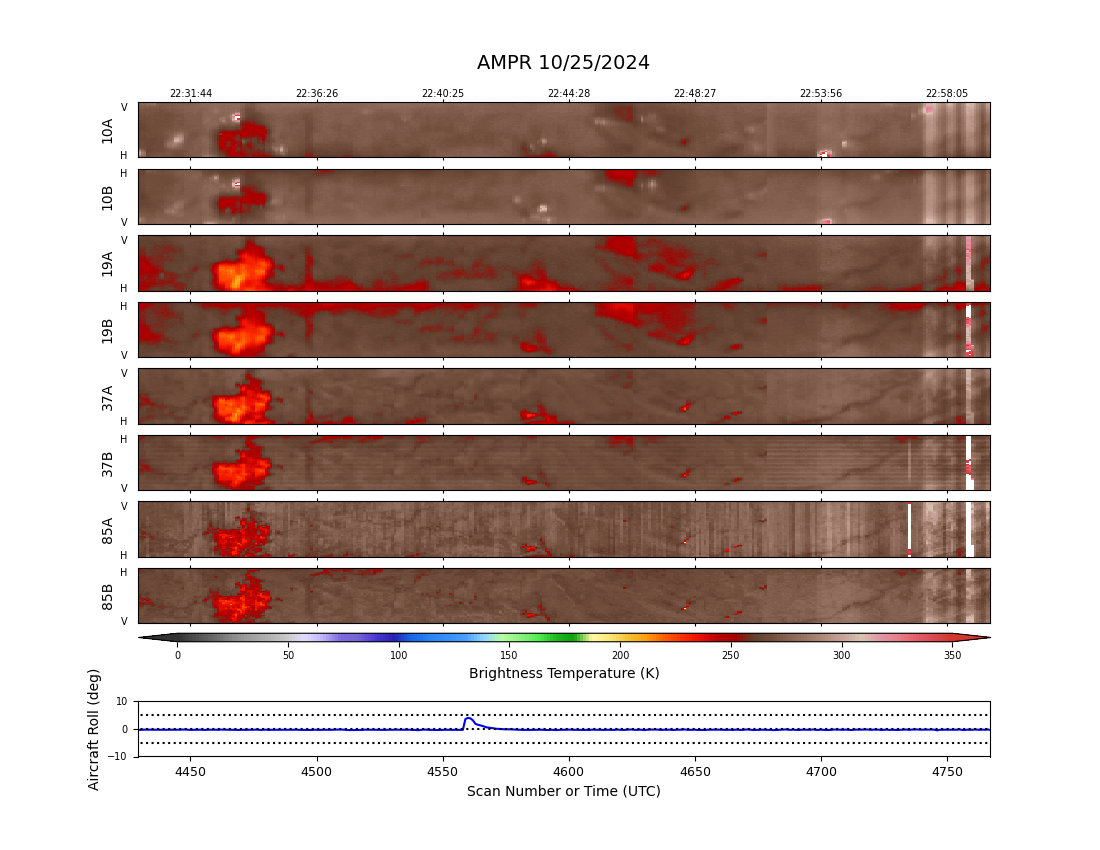 AMPR 10/25/2024
22:31:44 22:36:26 22:40:25 22:44:28 22:48:27 22:53:56 22:58:05
V
10A
H
H
10B
V
V
19A
H
H
19B
V
V
37A
H
H
37B
V
V
85A
H
H
85B
V
0 50 100 150 200 250 300 350
Brightness Temperature (K)
Aircraft Roll (deg)
10
0
−10
4450 4500 4550 4600 4650 4700 4750
Scan Number or Time (UTC)